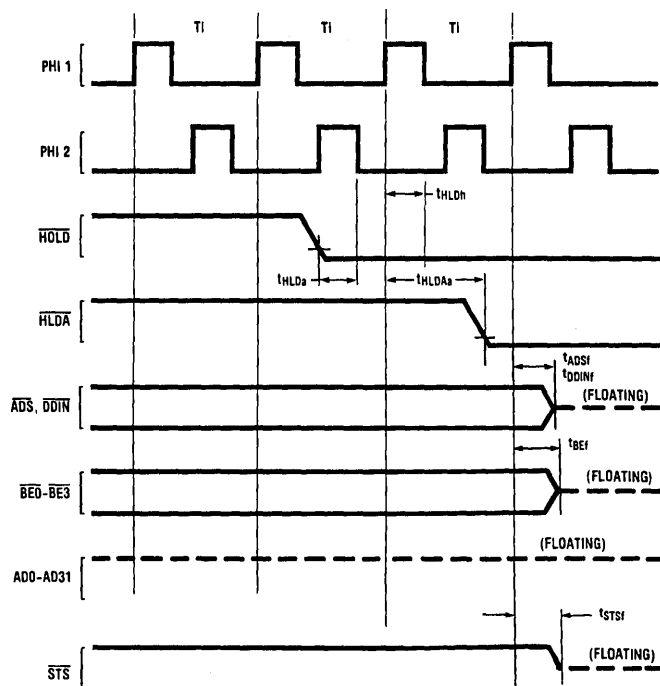 Ti Ti Ti
PHI 1
PHI 2
tHLDh
HOLD
tHLDa tHLDAa
HLDA
tADSf
tDDINf
ADS, DDIN (FLOATING)
tBEf
BE0-BE3 (FLOATING)
(FLOATING)
AD0-AD31
tSTSf
STS (FLOATING)